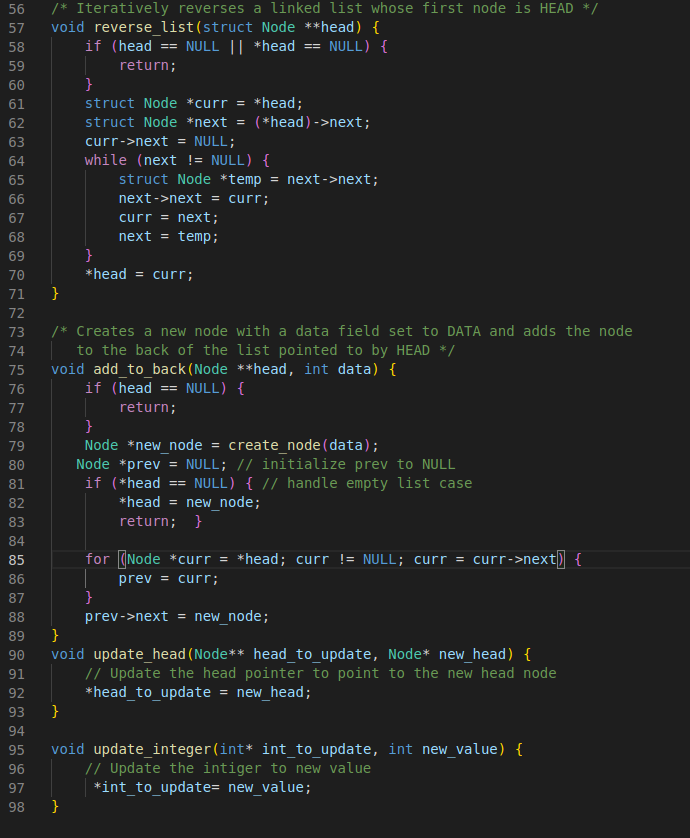 56 /* Iteratively reverses a linked list whose first node is HEAD */
57 void reverse_list(struct Node **head) {
58     if (head == NULL || *head == NULL) {
59         return;
60     }
61     struct Node *curr = *head;
62     struct Node *next = (*head)->next;
63     curr->next = NULL;
64     while (next != NULL) {
65         struct Node *temp = next->next;
66         next->next = curr;
67         curr = next;
68         next = temp;
69     }
70     *head = curr;
71 }
72
73 /* Creates a new node with a data field set to DATA and adds the node
74    to the back of the list pointed to by HEAD */
75 void add_to_back(Node **head, int data) {
76     if (head == NULL) {
77         return;
78     }
79     Node *new_node = create_node(data);
80    Node *prev = NULL; // initialize prev to NULL
81     if (*head == NULL) { // handle empty list case
82         *head = new_node;
83         return;  }
84
85     for (Node *curr = *head; curr != NULL; curr = curr->next) {
86         prev = curr;
87     }
88     prev->next = new_node;
89 }
90 void update_head(Node** head_to_update, Node* new_head) {
91     // Update the head pointer to point to the new head node
92     *head_to_update = new_head;
93 }
94
95 void update_integer(int* int_to_update, int new_value) {
96     // Update the intiger to new value
97      *int_to_update= new_value;
98 }